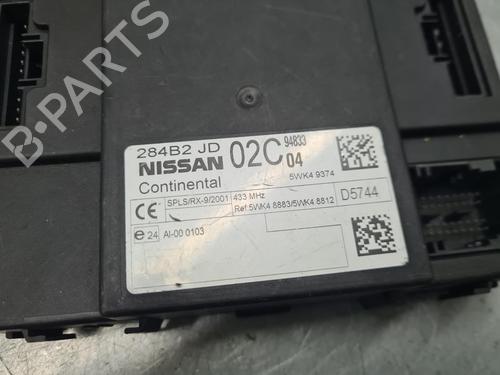 B-PARTS
284B2 JD
NISSAN 02C 94833
04
Continental 5WK4 9374
CE SPLS/RX-9/2001 433 MHz D5744
Ref.5WK4 8883/5WK4 8812
e 24 AI-00 0103